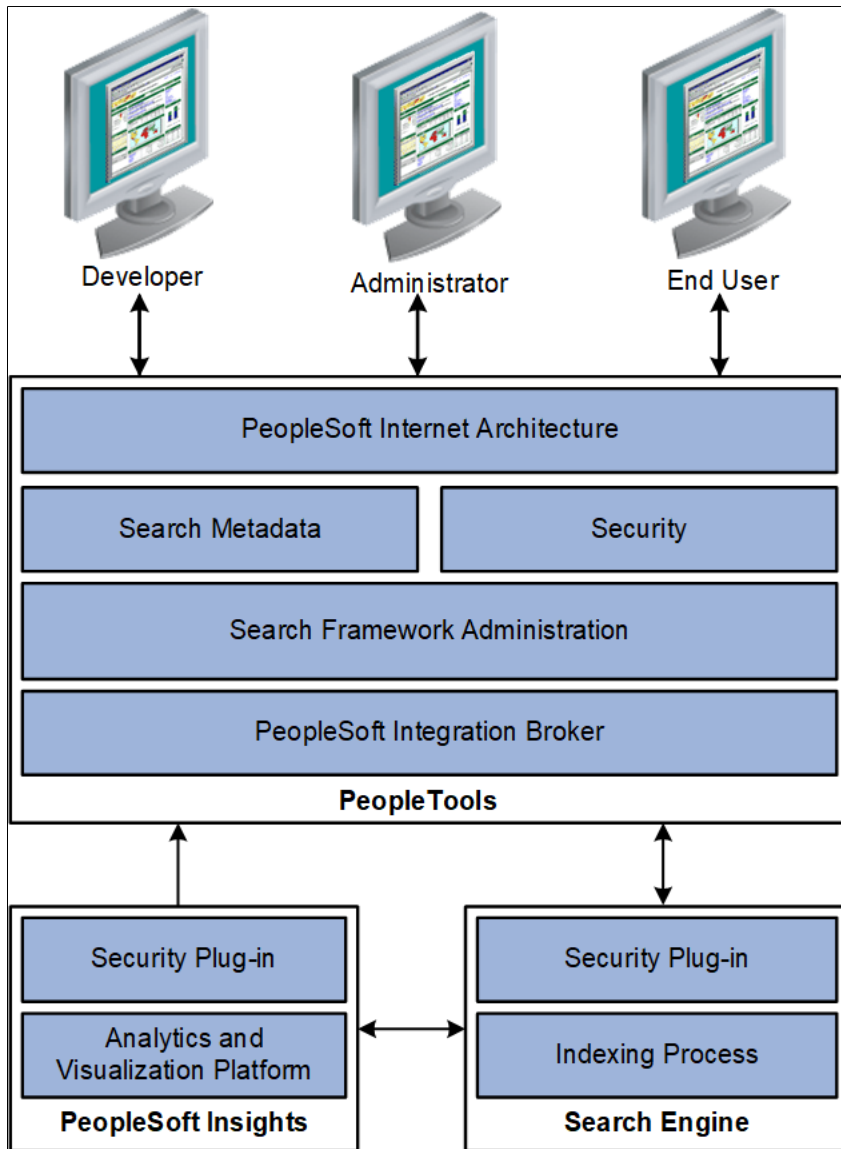 Developer
Administrator
End User
PeopleSoft Internet Architecture
Search Metadata
Security
Search Framework Administration
PeopleSoft Integration Broker
PeopleTools
Security Plug-in
Analytics and
Visualization Platform
PeopleSoft Insights
Security Plug-in
Indexing Process
Search Engine